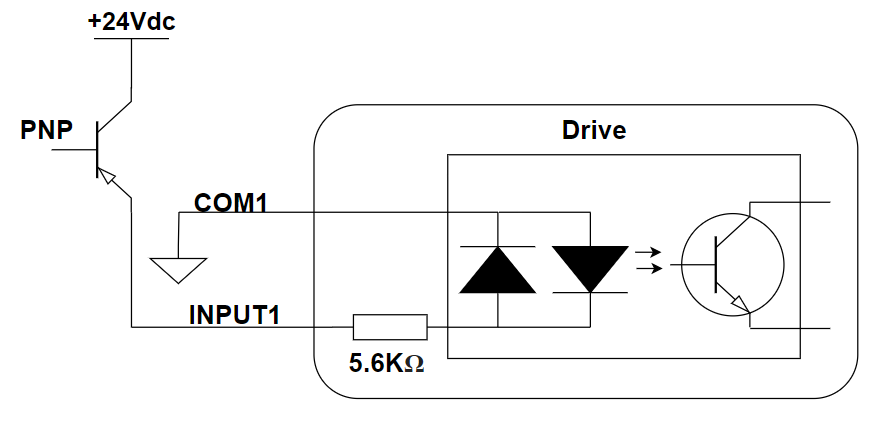 +24Vdc
PNP
Drive
COM1
INPUT1
5.6KΩ